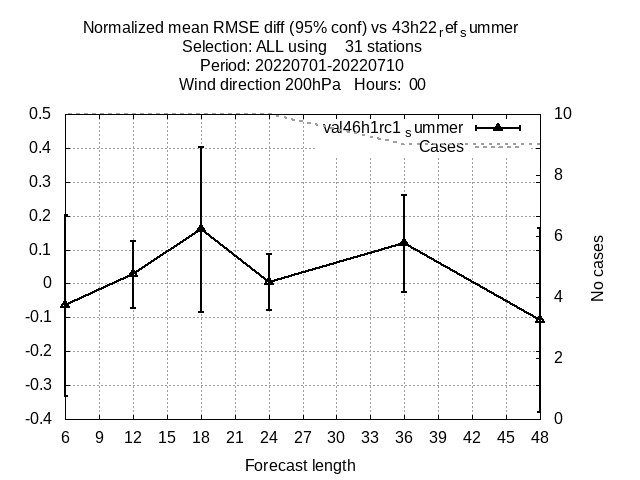 Normalized mean RMSE diff (95% conf) vs 43h22refsummer
Selection: ALL using 31 stations
Period: 20220701-20220710
Wind direction 200hPa Hours: 00
val46h1rc1summer
Cases
0.5
0.4
0.3
0.2
0.1
0
-0.1
-0.2
-0.3
-0.4
10
8
6
4
2
0
No cases
6 9 12 15 18 21 24 27 30 33 36 39 42 45 48
Forecast length